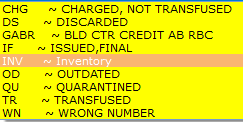 CHG ~ CHARGED, NOT TRANSFUSED
DS ~ DISCARDED
GABR ~ BLD CTR CREDIT AB RBC
IF ~ ISSUED,FINAL
INV ~ Inventory
OD ~ OUTDATED
QU ~ QUARANTINED
TR ~ TRANSFUSED
WN ~ WRONG NUMBER